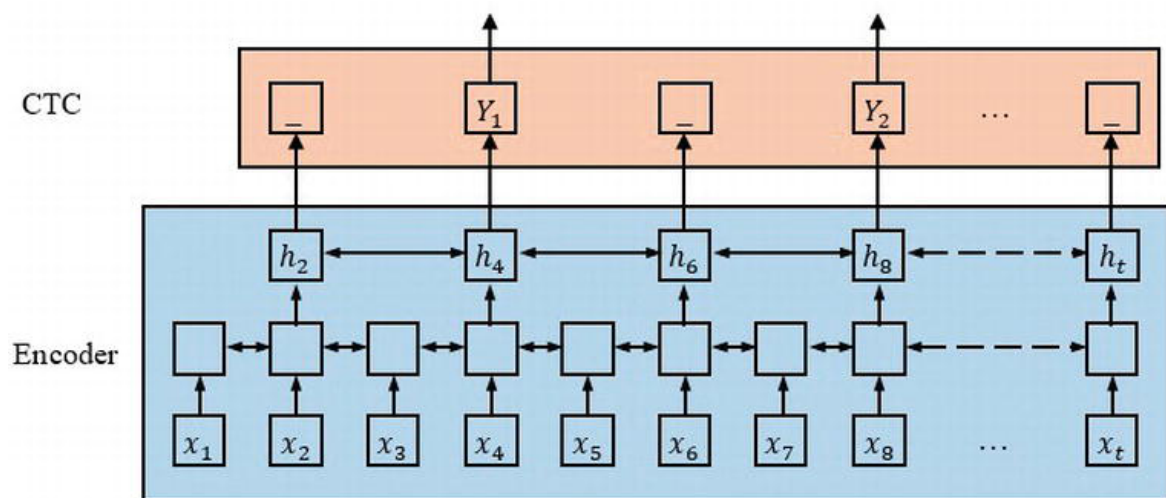 CTC
_ Y₁ _ Y₂ … _
h₂ h₄ h₆ h₈ hₜ
Encoder
x₁ x₂ x₃ x₄ x₅ x₆ x₇ x₈ … xₜ